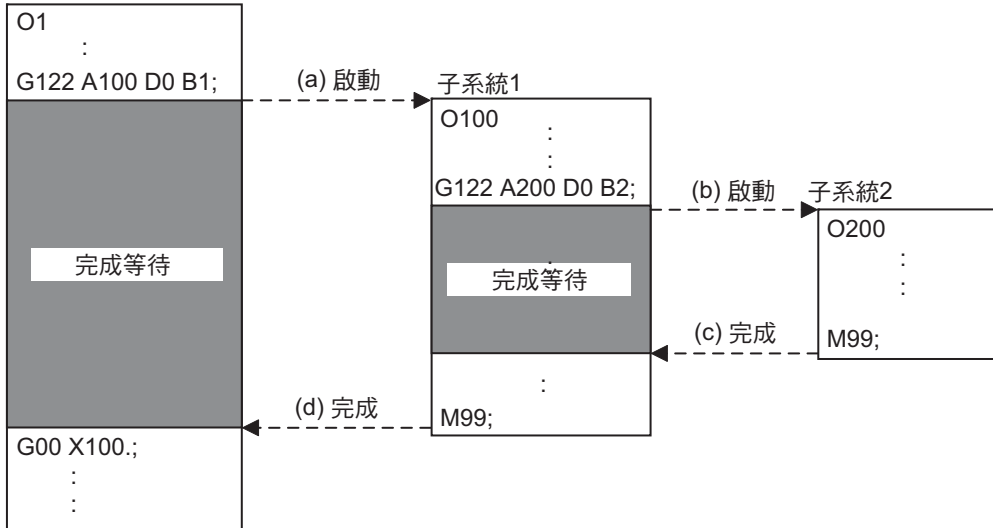 O1
:
G122 A100 D0 B1;
(a) 啟動
子系統1
O100
:
:
G122 A200 D0 B2;
(b) 啟動
子系統2
O200
:
:
完成等待
:
完成等待
(c) 完成
M99;
:
(d) 完成
M99;
G00 X100.;
:
: